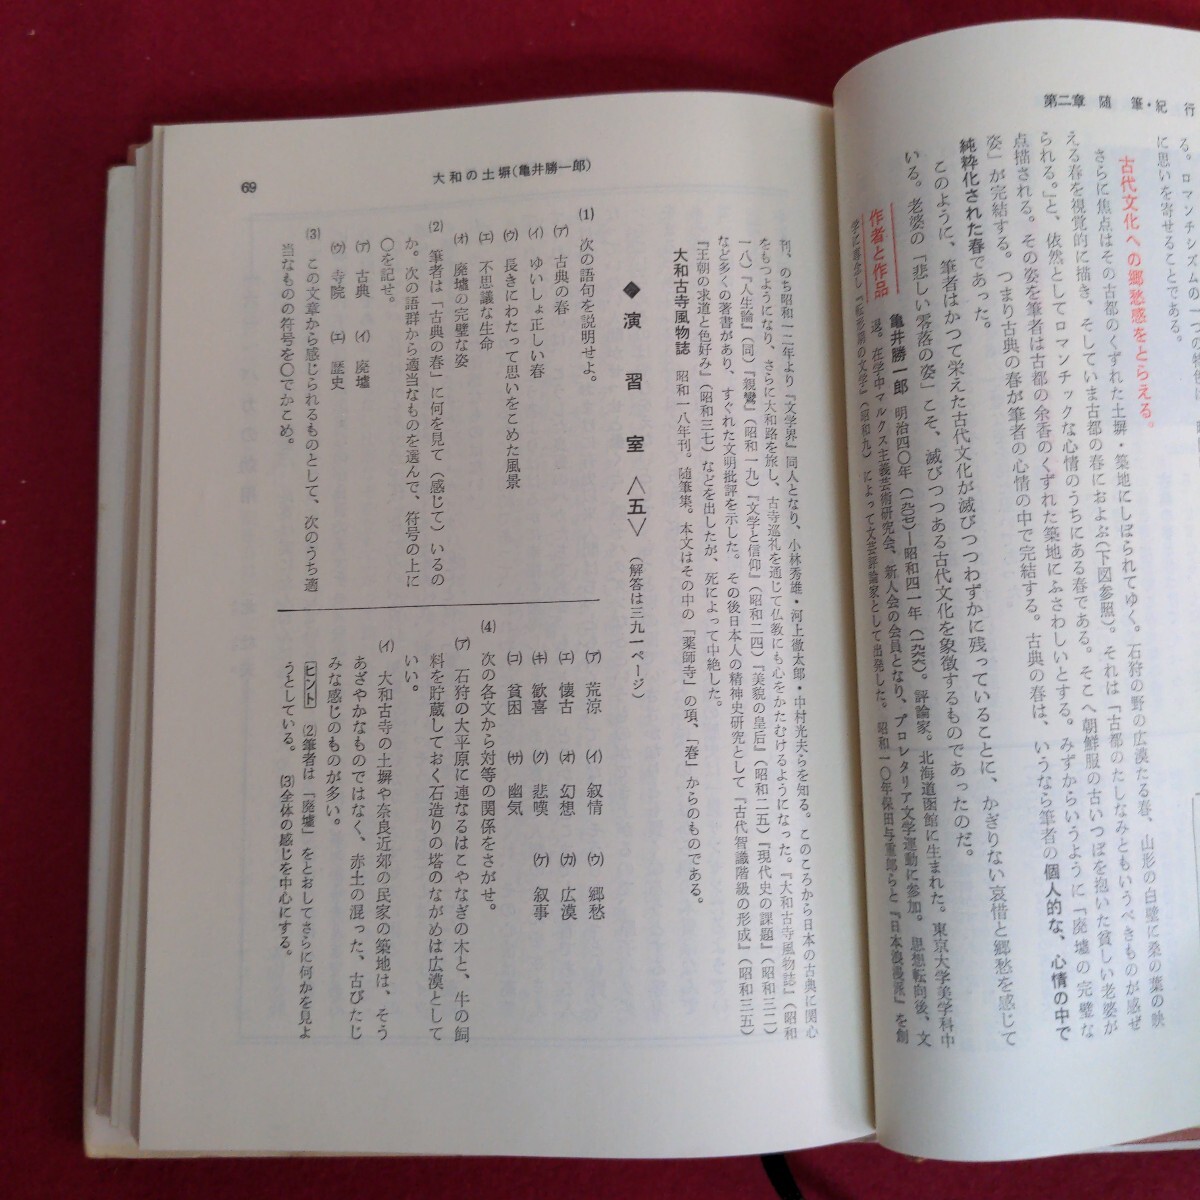 第二章　随　筆・紀　行
に思いを寄せることである。
古代文化への郷愁感をとらえる。
さらに焦点はその古都のくずれた土塀・築地にしぼられてゆく。石狩の野の広漠たる春、山形の白壁に桑の葉の映
える春を視覚的に描き、そしていま古都の春におよぶ(下図参照)。それは「古都のたしなみともいうべきものが感ぜ
られる。」と、依然としてロマンチックな心情のうちにある春である。そこへ朝鮮服の古いつぼを抱いた貧しい老婆が
点描される。その姿を筆者は古都の余香のくずれた築地にふさわしいとする。みずからいうように「廃墟の完璧な
姿」が完結する。つまり古典の春が筆者の心情の中で完結する。古典の春は、いうなら筆者の個人的な、心情の中で
純粋化された春であった。
このように、筆者はかつて栄えた古代文化が滅びつつわずかに残っていることに、かぎりない哀惜と郷愁を感じて
いる。老婆の「悲しい零落の姿」こそ、滅びつつある古代文化を象徴するものであったのだ。
作者と作品
亀井勝一郎　明治四〇年(一九〇七)―昭和四一年(一九六六)。評論家。北海道函館に生まれた。東京大学美学科中
退。在学中マルクス主義芸術研究会、新人会の会員となり、プロレタリア文学運動に参加。思想転向後、文
学に専念し『転形期の文学』(昭和九)によって文芸評論家として出発した。昭和一〇年保田与重郎らと『日本浪漫派』を創
大和の土塀(亀井勝一郎)
69
刊、のち昭和一二年より『文学界』同人となり、小林秀雄・河上徹太郎・中村光夫らを知る。このころから日本の古典に関心
をもつようになり、さらに大和路を旅し、古寺巡礼を通じて仏教にも心をかたむけるようになった。『大和古寺風物誌』(昭和
一八)『人生論』(同)『親鸞』(昭和一九)『文学と信仰』(昭和二四)『美貌の皇后』(昭和二五)『現代史の課題』(昭和三二)
など多くの著書があり、すぐれた文明批評を示した。その後日本人の精神史研究として『古代智識階級の形成』(昭和三五)
『王朝の求道と色好み』(昭和三七)などを出したが、死によって中絶した。
大和古寺風物誌　昭和一八年刊。随筆集。本文はその中の「薬師寺」の項、「春」からのものである。
◆ 演　習　室 〈五〉 (解答は三九一ページ)
(1)　次の語句を説明せよ。
(ア)　古典の春
(イ)　ゆいしょ正しい春
(ウ)　長きにわたって思いをこめた風景
(エ)　不思議な生命
(オ)　廃墟の完璧な姿
(2)　筆者は「古典の春」に何を見て(感じて)いるの
か。次の語群から適当なものを選んで、符号の上に
〇を記せ。
(ア)　古典　(イ)　廃墟
(ウ)　寺院　(エ)　歴史
(3)　この文章から感じられるものとして、次のうち適
当なものの符号を〇でかこめ。
(ア)　荒涼　(イ)　叙情　(ウ)　郷愁
(エ)　懐古　(オ)　幻想　(カ)　広漠
(キ)　歓喜　(ク)　悲嘆　(ケ)　叙事
(コ)　貧困　(サ)　幽気
(4)　次の各文から対等の関係をさがせ。
(ア)　石狩の大平原に連なるはこやなぎの木と、牛の飼
料を貯蔵しておく石造りの塔のながめは広漠として
いい。
(イ)　大和古寺の土塀や奈良近郊の民家の築地は、そう
あざやかなものではなく、赤土の混った、古びたじ
みな感じのものが多い。
ヒント　(2)筆者は「廃墟」をとおしてさらに何かを見よ
うとしている。　(3)全体の感じを中心にする。